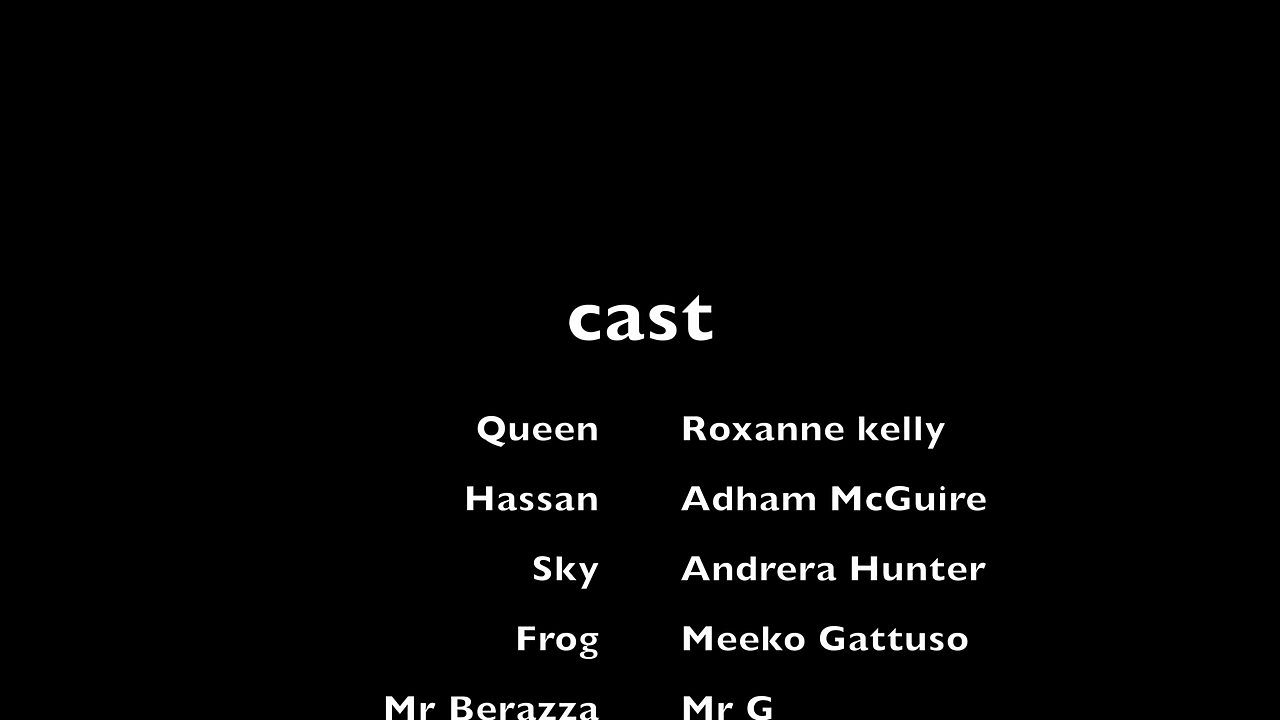 cast
Queen Roxanne kelly
Hassan Adham McGuire
Sky Andrera Hunter
Frog Meeko Gattuso
Mr Berazza Mr G